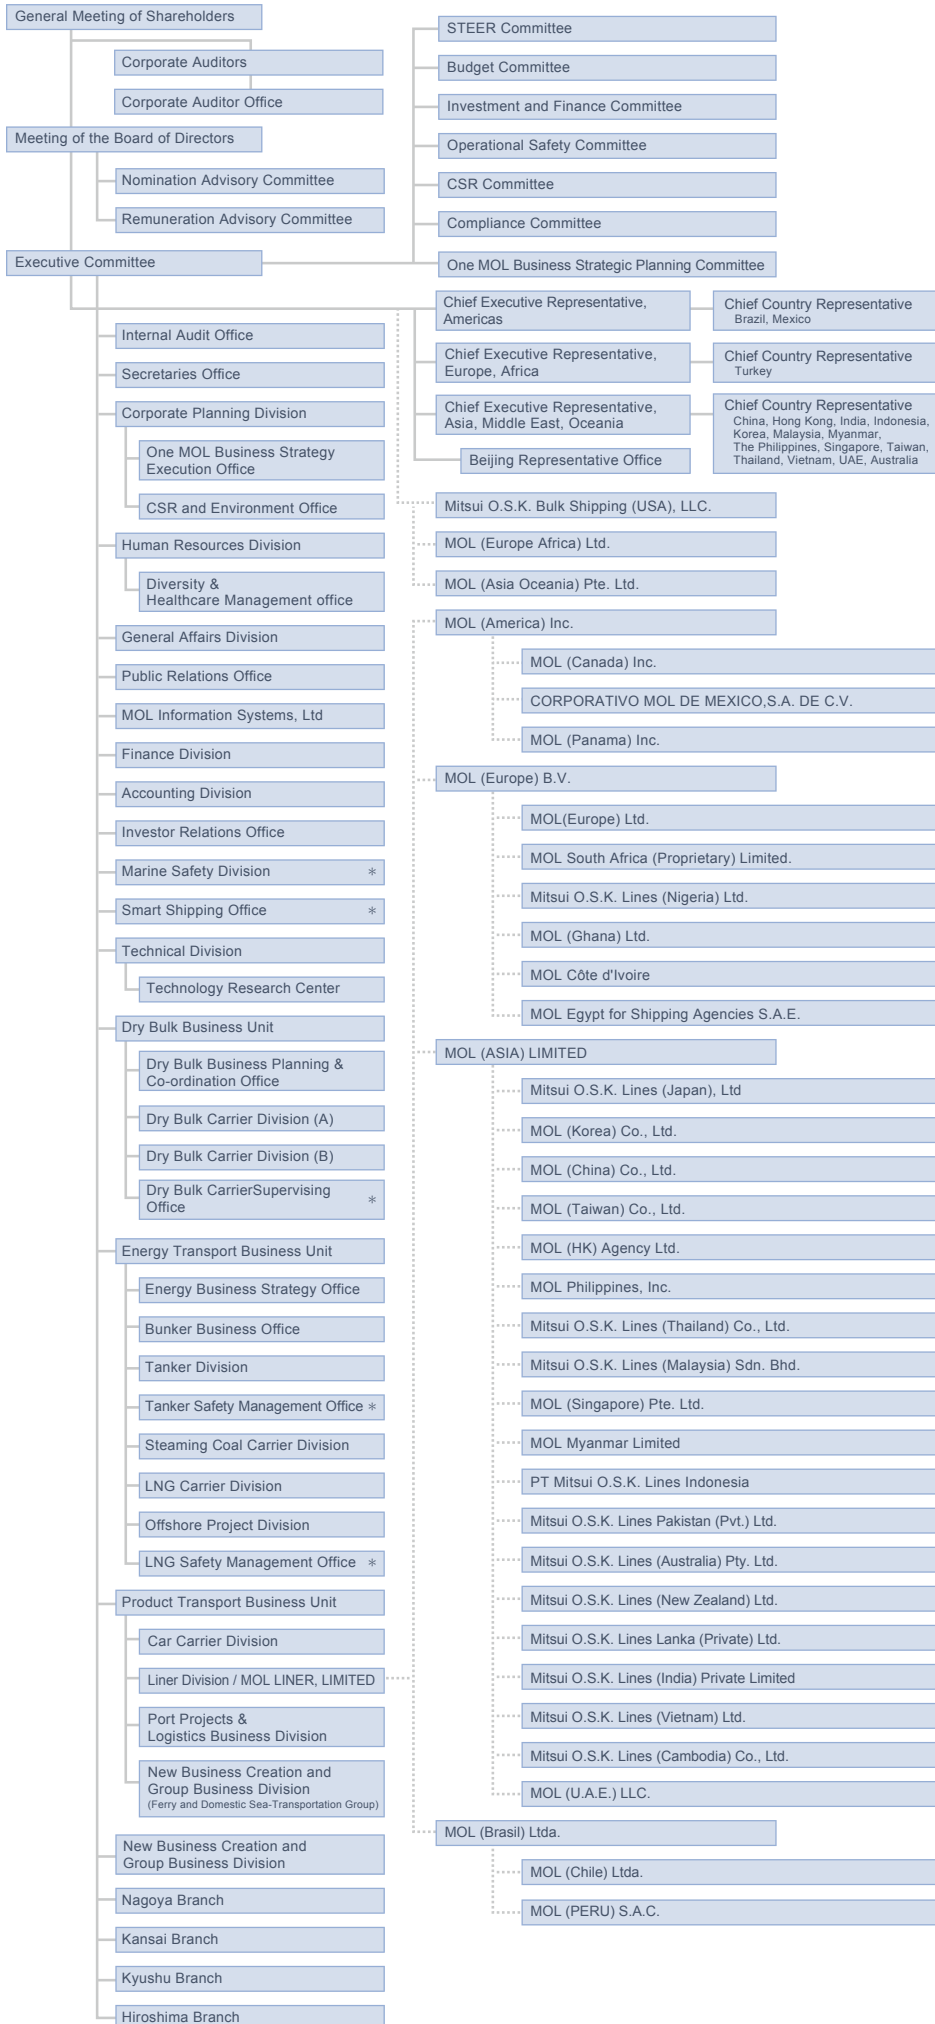 General Meeting of Shareholders
Corporate Auditors
Corporate Auditor Office
Meeting of the Board of Directors
Nomination Advisory Committee
Remuneration Advisory Committee
Executive Committee
STEER Committee
Budget Committee
Investment and Finance Committee
Operational Safety Committee
CSR Committee
Compliance Committee
One MOL Business Strategic Planning Committee
Chief Executive Representative,
Americas
Chief Country Representative
Brazil, Mexico
Chief Executive Representative,
Europe, Africa
Chief Country Representative
Turkey
Chief Executive Representative,
Asia, Middle East, Oceania
Chief Country Representative
China, Hong Kong, India, Indonesia,
Korea, Malaysia, Myanmar,
The Philippines, Singapore, Taiwan,
Thailand, Vietnam, UAE, Australia
Beijing Representative Office
Internal Audit Office
Secretaries Office
Corporate Planning Division
One MOL Business Strategy
Execution Office
CSR and Environment Office
Human Resources Division
Diversity &
Healthcare Management office
General Affairs Division
Public Relations Office
MOL Information Systems, Ltd
Finance Division
Accounting Division
Investor Relations Office
Marine Safety Division *
Smart Shipping Office *
Technical Division
Technology Research Center
Dry Bulk Business Unit
Dry Bulk Business Planning &
Co-ordination Office
Dry Bulk Carrier Division (A)
Dry Bulk Carrier Division (B)
Dry Bulk CarrierSupervising
Office *
Energy Transport Business Unit
Energy Business Strategy Office
Bunker Business Office
Tanker Division
Tanker Safety Management Office *
Steaming Coal Carrier Division
LNG Carrier Division
Offshore Project Division
LNG Safety Management Office *
Product Transport Business Unit
Car Carrier Division
Liner Division / MOL LINER, LIMITED
Port Projects &
Logistics Business Division
New Business Creation and
Group Business Division
(Ferry and Domestic Sea-Transportation Group)
New Business Creation and
Group Business Division
Nagoya Branch
Kansai Branch
Kyushu Branch
Hiroshima Branch
Mitsui O.S.K. Bulk Shipping (USA), LLC.
MOL (Europe Africa) Ltd.
MOL (Asia Oceania) Pte. Ltd.
MOL (America) Inc.
MOL (Canada) Inc.
CORPORATIVO MOL DE MEXICO,S.A. DE C.V.
MOL (Panama) Inc.
MOL (Europe) B.V.
MOL(Europe) Ltd.
MOL South Africa (Proprietary) Limited.
Mitsui O.S.K. Lines (Nigeria) Ltd.
MOL (Ghana) Ltd.
MOL Côte d'Ivoire
MOL Egypt for Shipping Agencies S.A.E.
MOL (ASIA) LIMITED
Mitsui O.S.K. Lines (Japan), Ltd
MOL (Korea) Co., Ltd.
MOL (China) Co., Ltd.
MOL (Taiwan) Co., Ltd.
MOL (HK) Agency Ltd.
MOL Philippines, Inc.
Mitsui O.S.K. Lines (Thailand) Co., Ltd.
Mitsui O.S.K. Lines (Malaysia) Sdn. Bhd.
MOL (Singapore) Pte. Ltd.
MOL Myanmar Limited
PT Mitsui O.S.K. Lines Indonesia
Mitsui O.S.K. Lines Pakistan (Pvt.) Ltd.
Mitsui O.S.K. Lines (Australia) Pty. Ltd.
Mitsui O.S.K. Lines (New Zealand) Ltd.
Mitsui O.S.K. Lines Lanka (Private) Ltd.
Mitsui O.S.K. Lines (India) Private Limited
Mitsui O.S.K. Lines (Vietnam) Ltd.
Mitsui O.S.K. Lines (Cambodia) Co., Ltd.
MOL (U.A.E.) LLC.
MOL (Brasil) Ltda.
MOL (Chile) Ltda.
MOL (PERU) S.A.C.